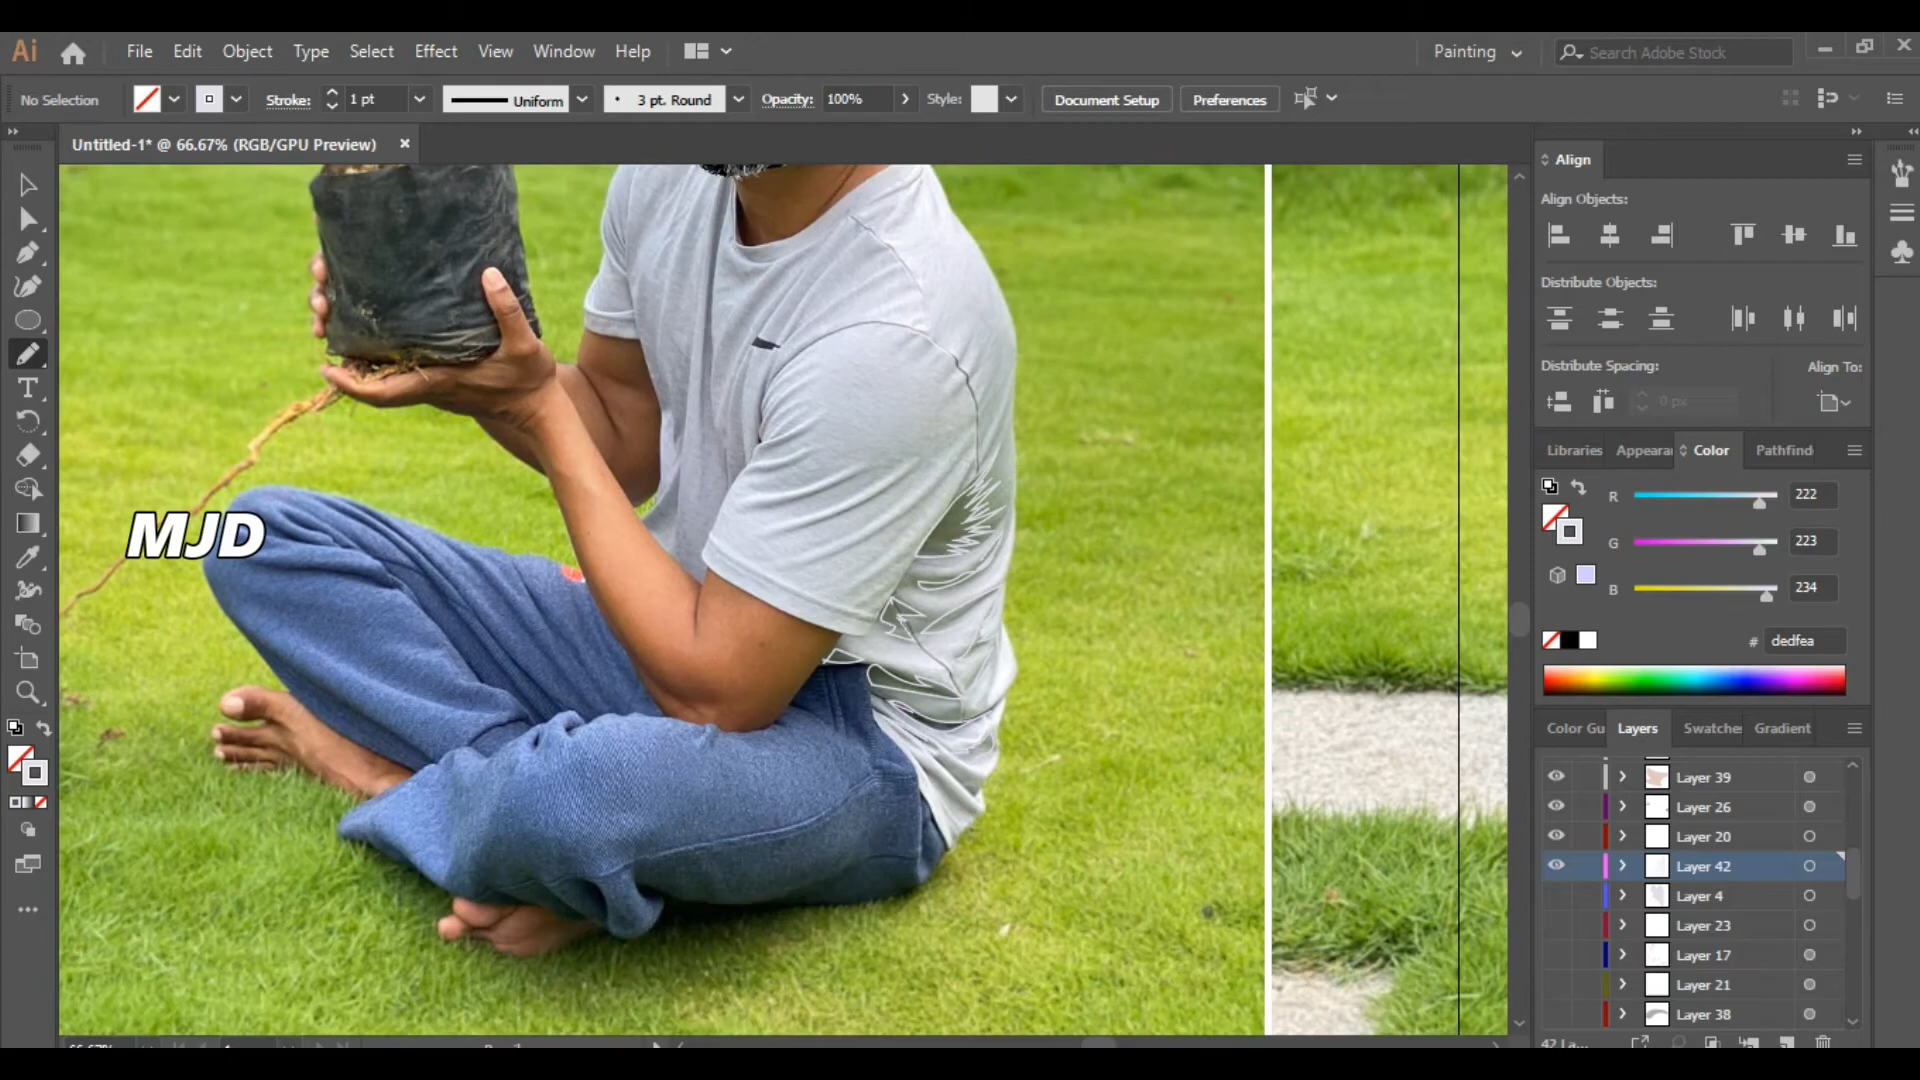 Ai File Edit Object Type Select Effect View Window Help Painting Search Adobe Stock
No Selection Stroke: 1 pt Uniform 3 pt. Round Opacity: 100% Style: Document Setup Preferences
Untitled-1* @ 66.67% (RGB/GPU Preview)
Align
Align Objects:
Distribute Objects:
Distribute Spacing: Align To:
0 px
Libraries Appeara Color Pathfind
R 222
G 223
B 234
# dedfea
MJD
Color Gu Layers Swatche Gradient
Layer 39
Layer 26
Layer 20
Layer 42
Layer 4
Layer 23
Layer 17
Layer 21
Layer 38
42 La...